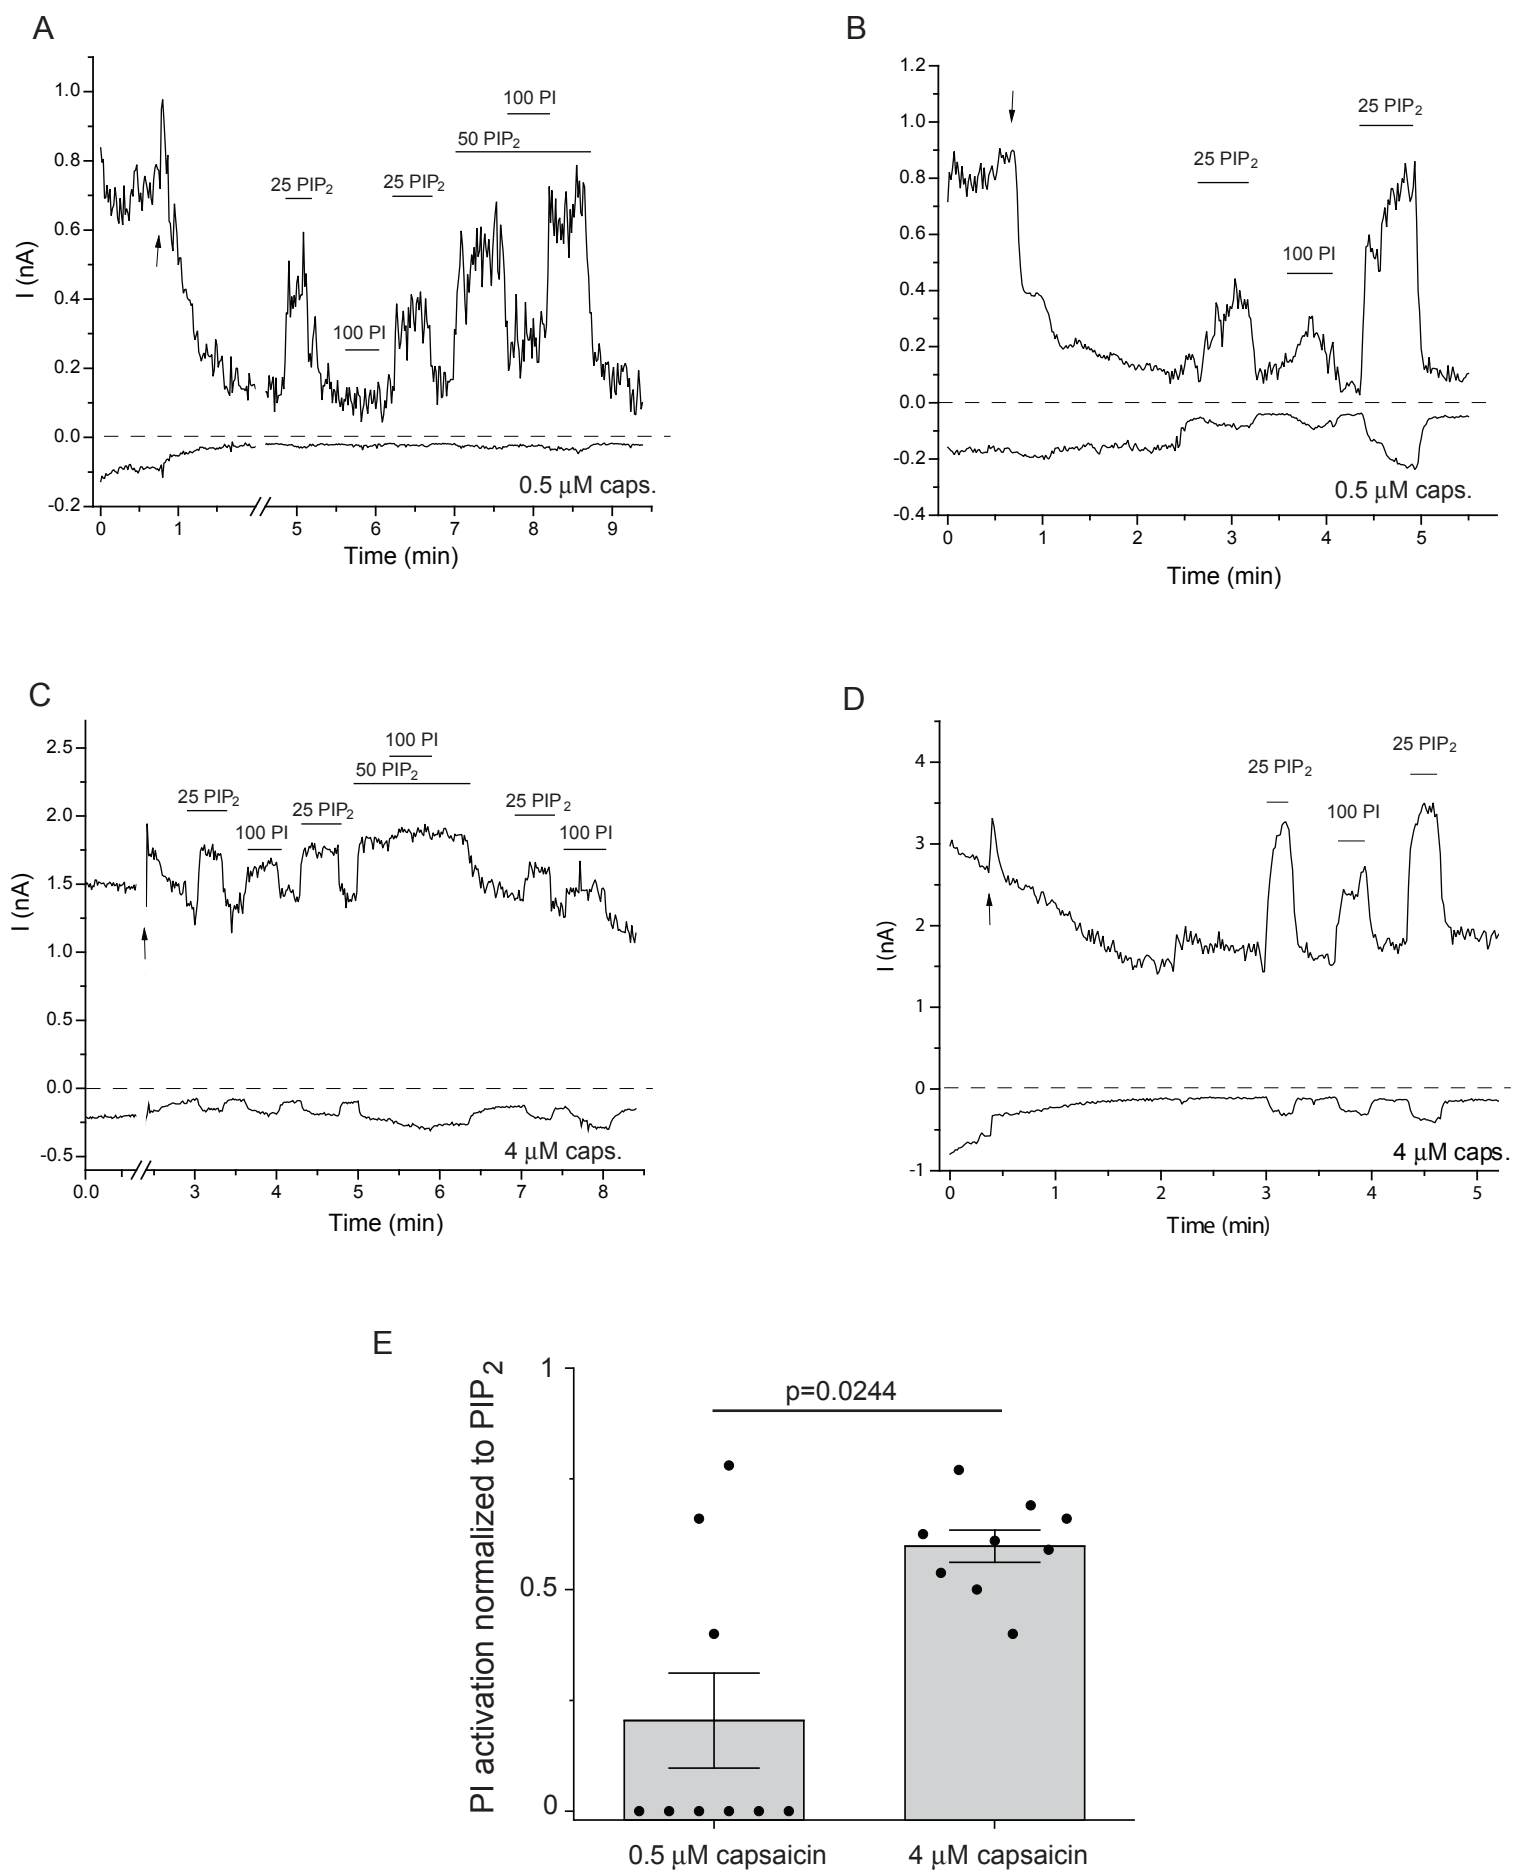 A
1.0
0.8
0.6
0.4
0.2
0.0
-0.2
I (nA)
100 PI
50 PIP2
25 PIP2
25 PIP2
100 PI
0.5 μM caps.
0 1 5 6 7 8 9
Time (min)
B
1.2
1.0
0.8
0.6
0.4
0.2
0.0
-0.2
-0.4
25 PIP2
25 PIP2
100 PI
0.5 μM caps.
0 1 2 3 4 5
Time (min)
C
2.5
2.0
1.5
1.0
0.5
0.0
-0.5
I (nA)
100 PI
50 PIP2
25 PIP2
25 PIP2
25 PIP2
100 PI
100 PI
4 μM caps.
0.0 3 4 5 6 7 8
Time (min)
D
4
3
2
1
0
-1
I (nA)
25 PIP2
25 PIP2
100 PI
4 μM caps.
0 1 2 3 4 5
Time (min)
E
PI activation normalized to PIP2
1
0.5
0
p=0.0244
0.5 μM capsaicin
4 μM capsaicin